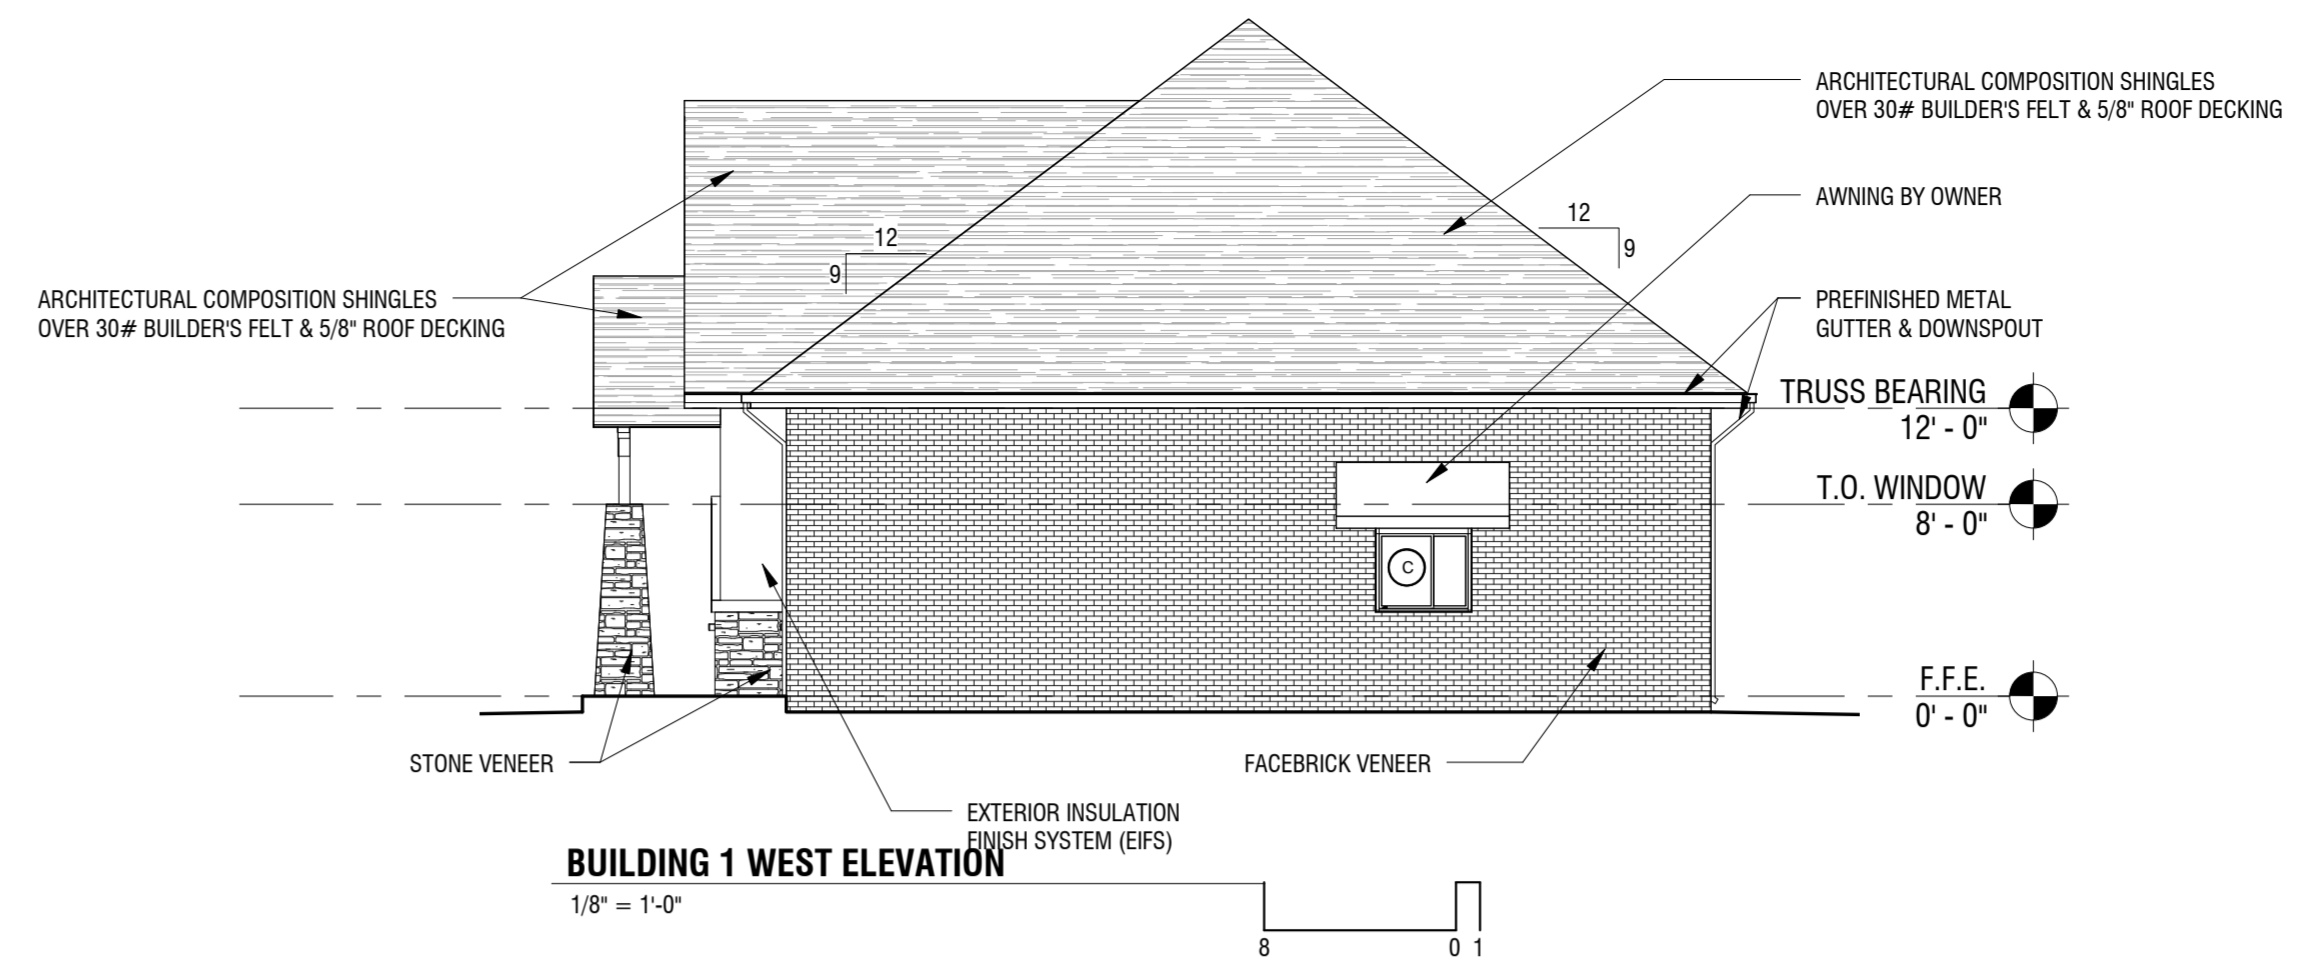 ARCHITECTURAL COMPOSITION SHINGLES
OVER 30# BUILDER'S FELT & 5/8" ROOF DECKING
AWNING BY OWNER
12
9
12
9
ARCHITECTURAL COMPOSITION SHINGLES
OVER 30# BUILDER'S FELT & 5/8" ROOF DECKING
PREFINISHED METAL
GUTTER & DOWNSPOUT
TRUSS BEARING
12' - 0"
T.O. WINDOW
8' - 0"
C
F.F.E.
0' - 0"
STONE VENEER
FACEBRICK VENEER
EXTERIOR INSULATION
FINISH SYSTEM (EIFS)
BUILDING 1 WEST ELEVATION
1/8" = 1'-0"
8 0 1